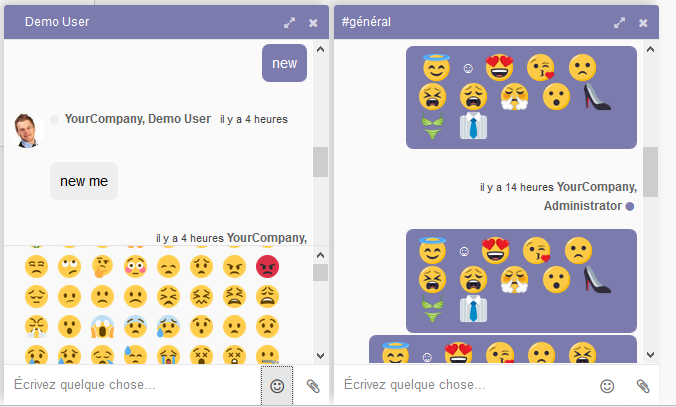 Demo User
new
YourCompany, Demo User il y a 4 heures
new me
il y a 4 heures YourCompany,
Écrivez quelque chose...
#général
il y a 14 heures YourCompany,
Administrator
Écrivez quelque chose...